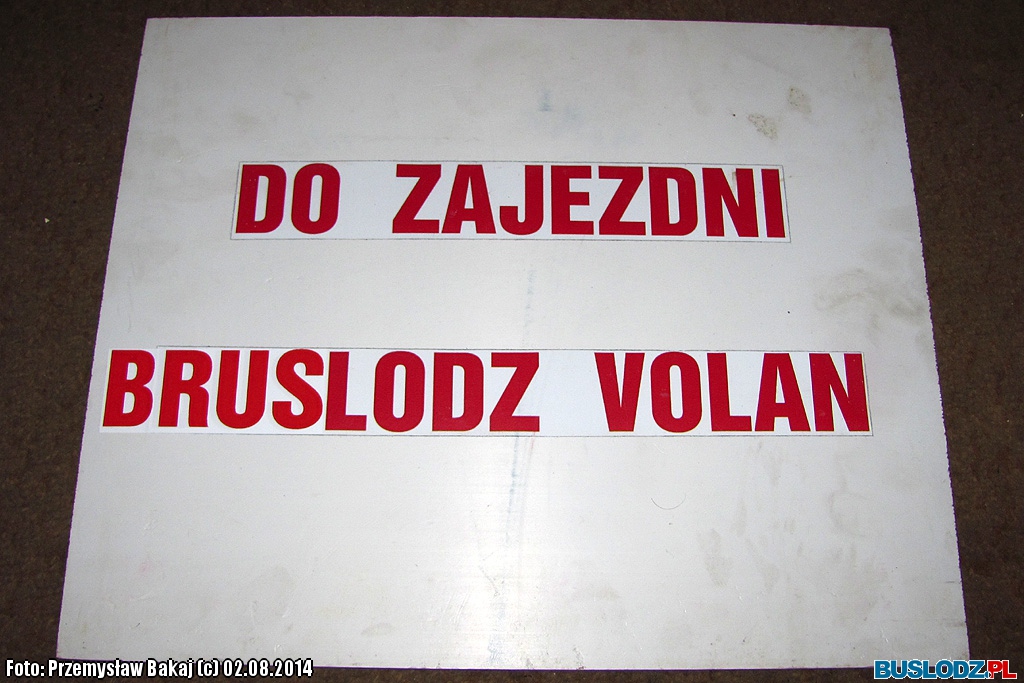 DO ZAJEZDNI
BRUSLODZ VOLAN
Foto: Przemysław Bakaj (c) 02.08.2014
BUSLODZ.PL